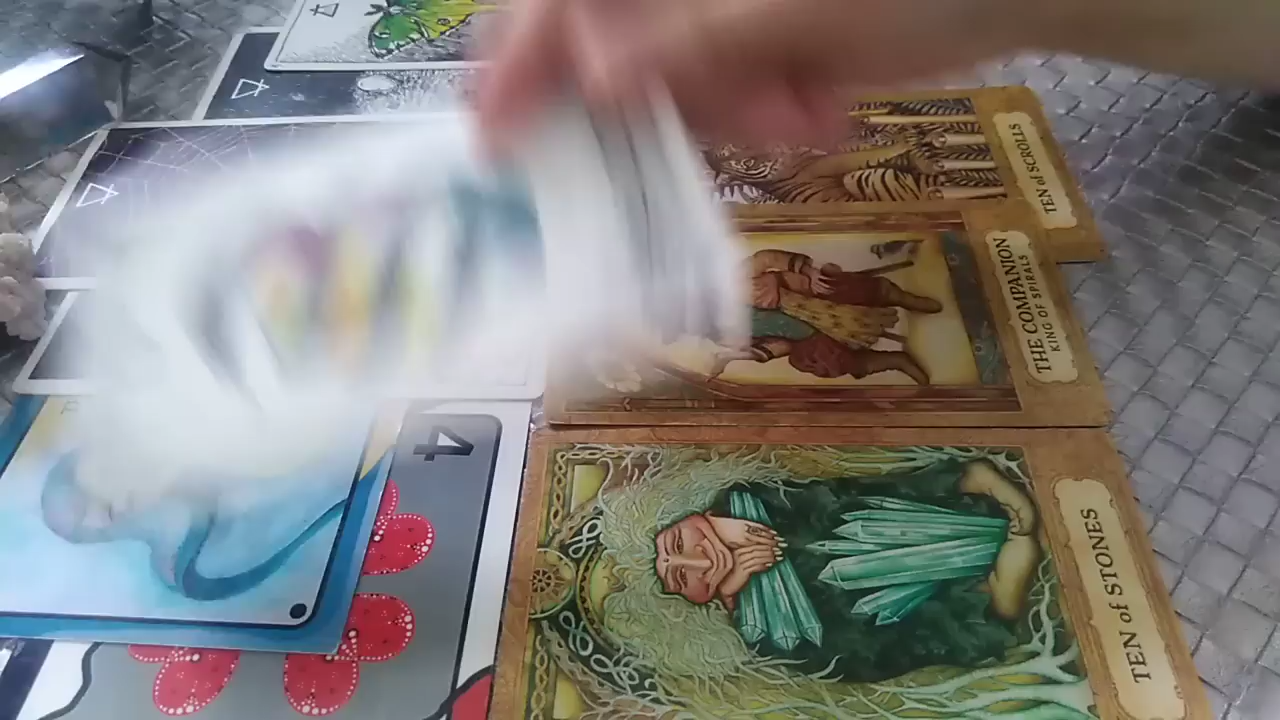 TEN of SCROLLS
THE COMPANION
KING OF SPIRALS
4
TEN of STONES